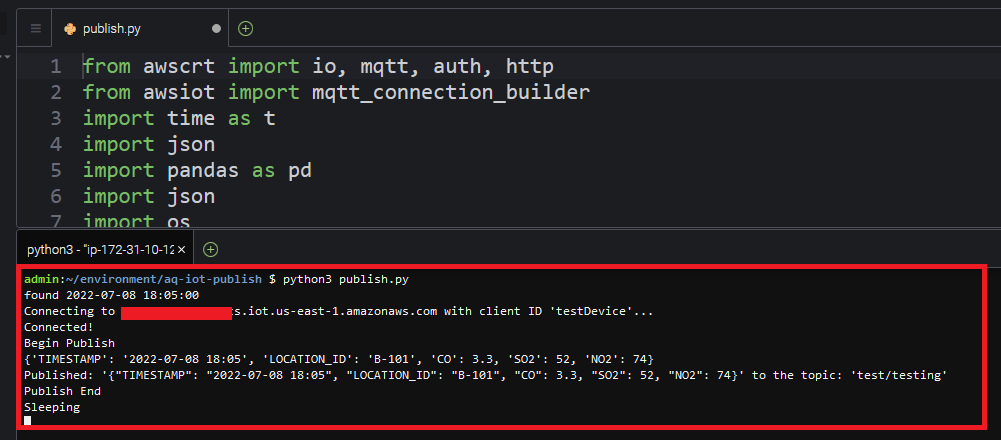 publish.py
1 from awscrt import io, mqtt, auth, http
2 from awsiot import mqtt_connection_builder
3 import time as t
4 import json
5 import pandas as pd
6 import json
7 import os
python3 - "ip-172-31-10-12
admin:~/environment/aq-iot-publish $ python3 publish.py
found 2022-07-08 18:05:00
Connecting to s.iot.us-east-1.amazonaws.com with client ID 'testDevice'...
Connected!
Begin Publish
{'TIMESTAMP': '2022-07-08 18:05', 'LOCATION_ID': 'B-101', 'CO': 3.3, 'SO2': 52, 'NO2': 74}
Published: '{"TIMESTAMP": "2022-07-08 18:05", "LOCATION_ID": "B-101", "CO": 3.3, "SO2": 52, "NO2": 74}' to the topic: 'test/testing'
Publish End
Sleeping